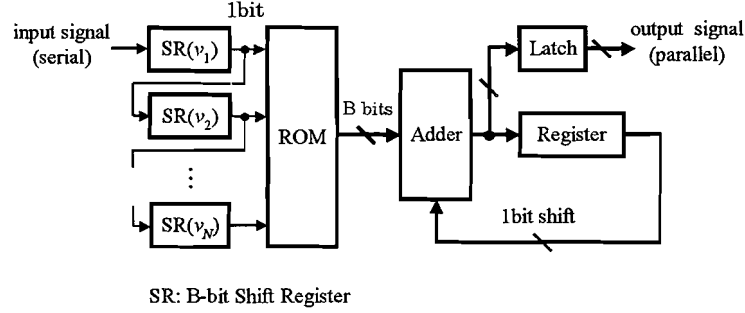 1bit
input signal
(serial)
SR(v1)
SR(v2)
⋮
SR(vN)
ROM
B bits
Adder
Latch
output signal
(parallel)
Register
1bit shift
SR: B-bit Shift Register